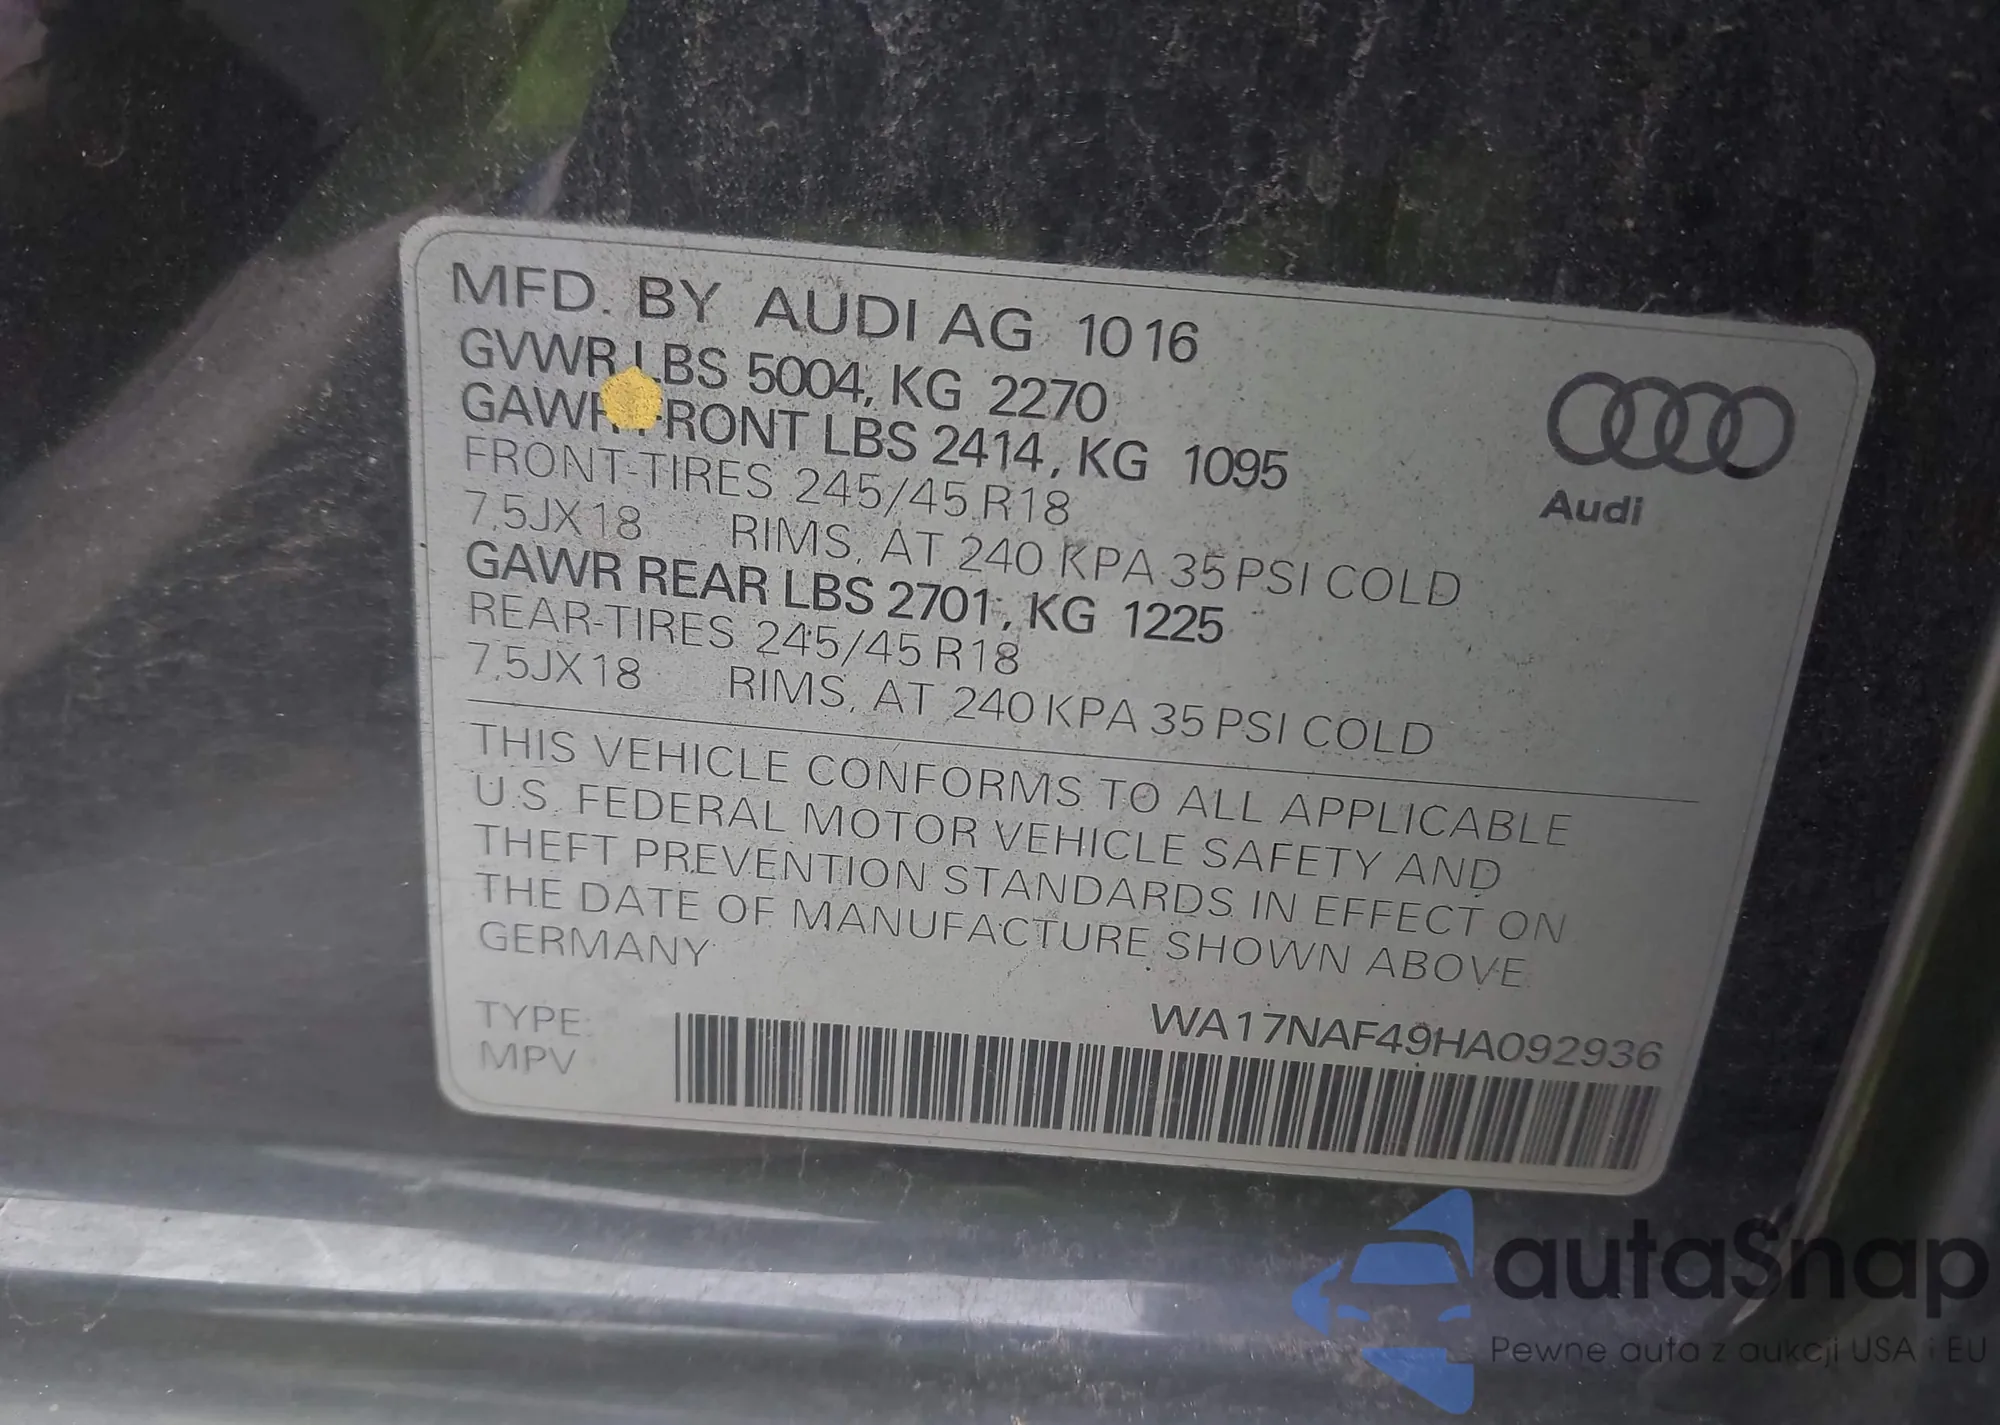 MFD. BY AUDI AG 10 16
GVWR LBS 5004, KG 2270
GAWR FRONT LBS 2414, KG 1095
FRONT-TIRES 245/45 R18
7,5JX18 RIMS, AT 240 KPA 35 PSI COLD
GAWR REAR LBS 2701, KG 1225
REAR-TIRES 245/45 R18
7,5JX18 RIMS, AT 240 KPA 35 PSI COLD
Audi
THIS VEHICLE CONFORMS TO ALL APPLICABLE
U.S. FEDERAL MOTOR VEHICLE SAFETY AND
THEFT PREVENTION STANDARDS IN EFFECT ON
THE DATE OF MANUFACTURE SHOWN ABOVE
GERMANY
WA17NAF49HA092936
TYPE:
MPV
autaSnap
Pewne auta z aukcji USA i EU